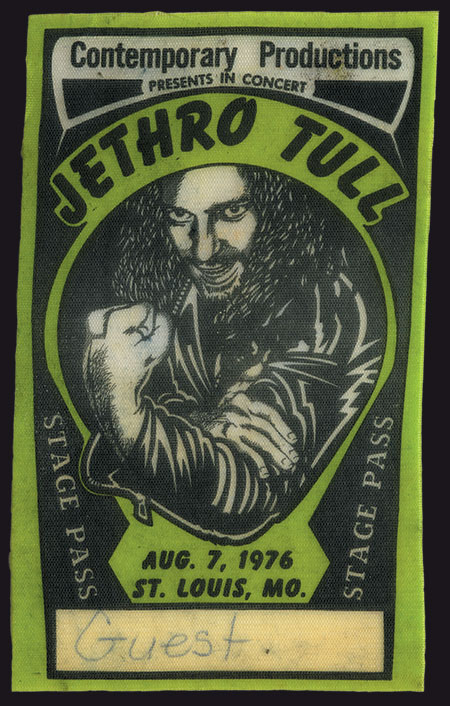 Contemporary Productions
PRESENTS IN CONCERT
JETHRO TULL
STAGE PASS
STAGE PASS
AUG. 7, 1976
ST. LOUIS, MO.
Guest.